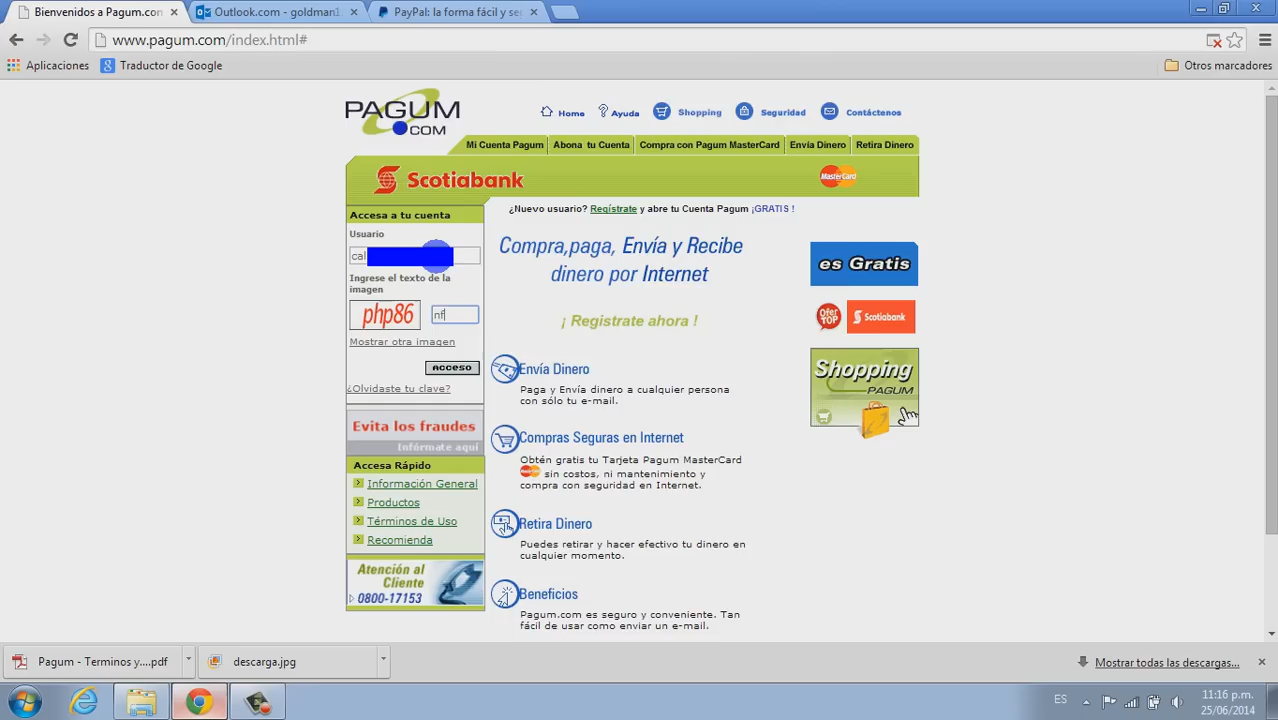 Bienvenidos a Pagum.com
Outlook.com - goldman1
PayPal: la forma fácil y se
www.pagum.com/index.html#
Aplicaciones
Traductor de Google
Otros marcadores
PAGUM
.COM
Home
Ayuda
Shopping
Seguridad
Contáctenos
Mi Cuenta Pagum
Abona tu Cuenta
Compra con Pagum MasterCard
Envía Dinero
Retira Dinero
Scotiabank
MasterCard
Accesa a tu cuenta
¿Nuevo usuario? Regístrate y abre tu Cuenta Pagum ¡GRATIS !
Usuario
cal
Ingrese el texto de la
imagen
php86
nf
Mostrar otra imagen
ACCESO
¿Olvidaste tu clave?
Evita los fraudes
Infórmate aquí
Accesa Rápido
Información General
Productos
Términos de Uso
Recomienda
Atención al
Cliente
0800-17153
Compra,paga, Envía y Recibe
dinero por Internet
¡ Registrate ahora !
Envía Dinero
Paga y Envía dinero a cualquier persona
con sólo tu e-mail.
Compras Seguras en Internet
Obtén gratis tu Tarjeta Pagum MasterCard
sin costos, ni mantenimiento y
compra con seguridad en Internet.
Retira Dinero
Puedes retirar y hacer efectivo tu dinero en
cualquier momento.
Beneficios
Pagum.com es seguro y conveniente. Tan
fácil de usar como enviar un e-mail.
es Gratis
Ofer
TOP
Scotiabank
Shopping
PAGUM
Pagum - Terminos y....pdf
descarga.jpg
Mostrar todas las descargas...
ES
11:16 p.m.
25/06/2014